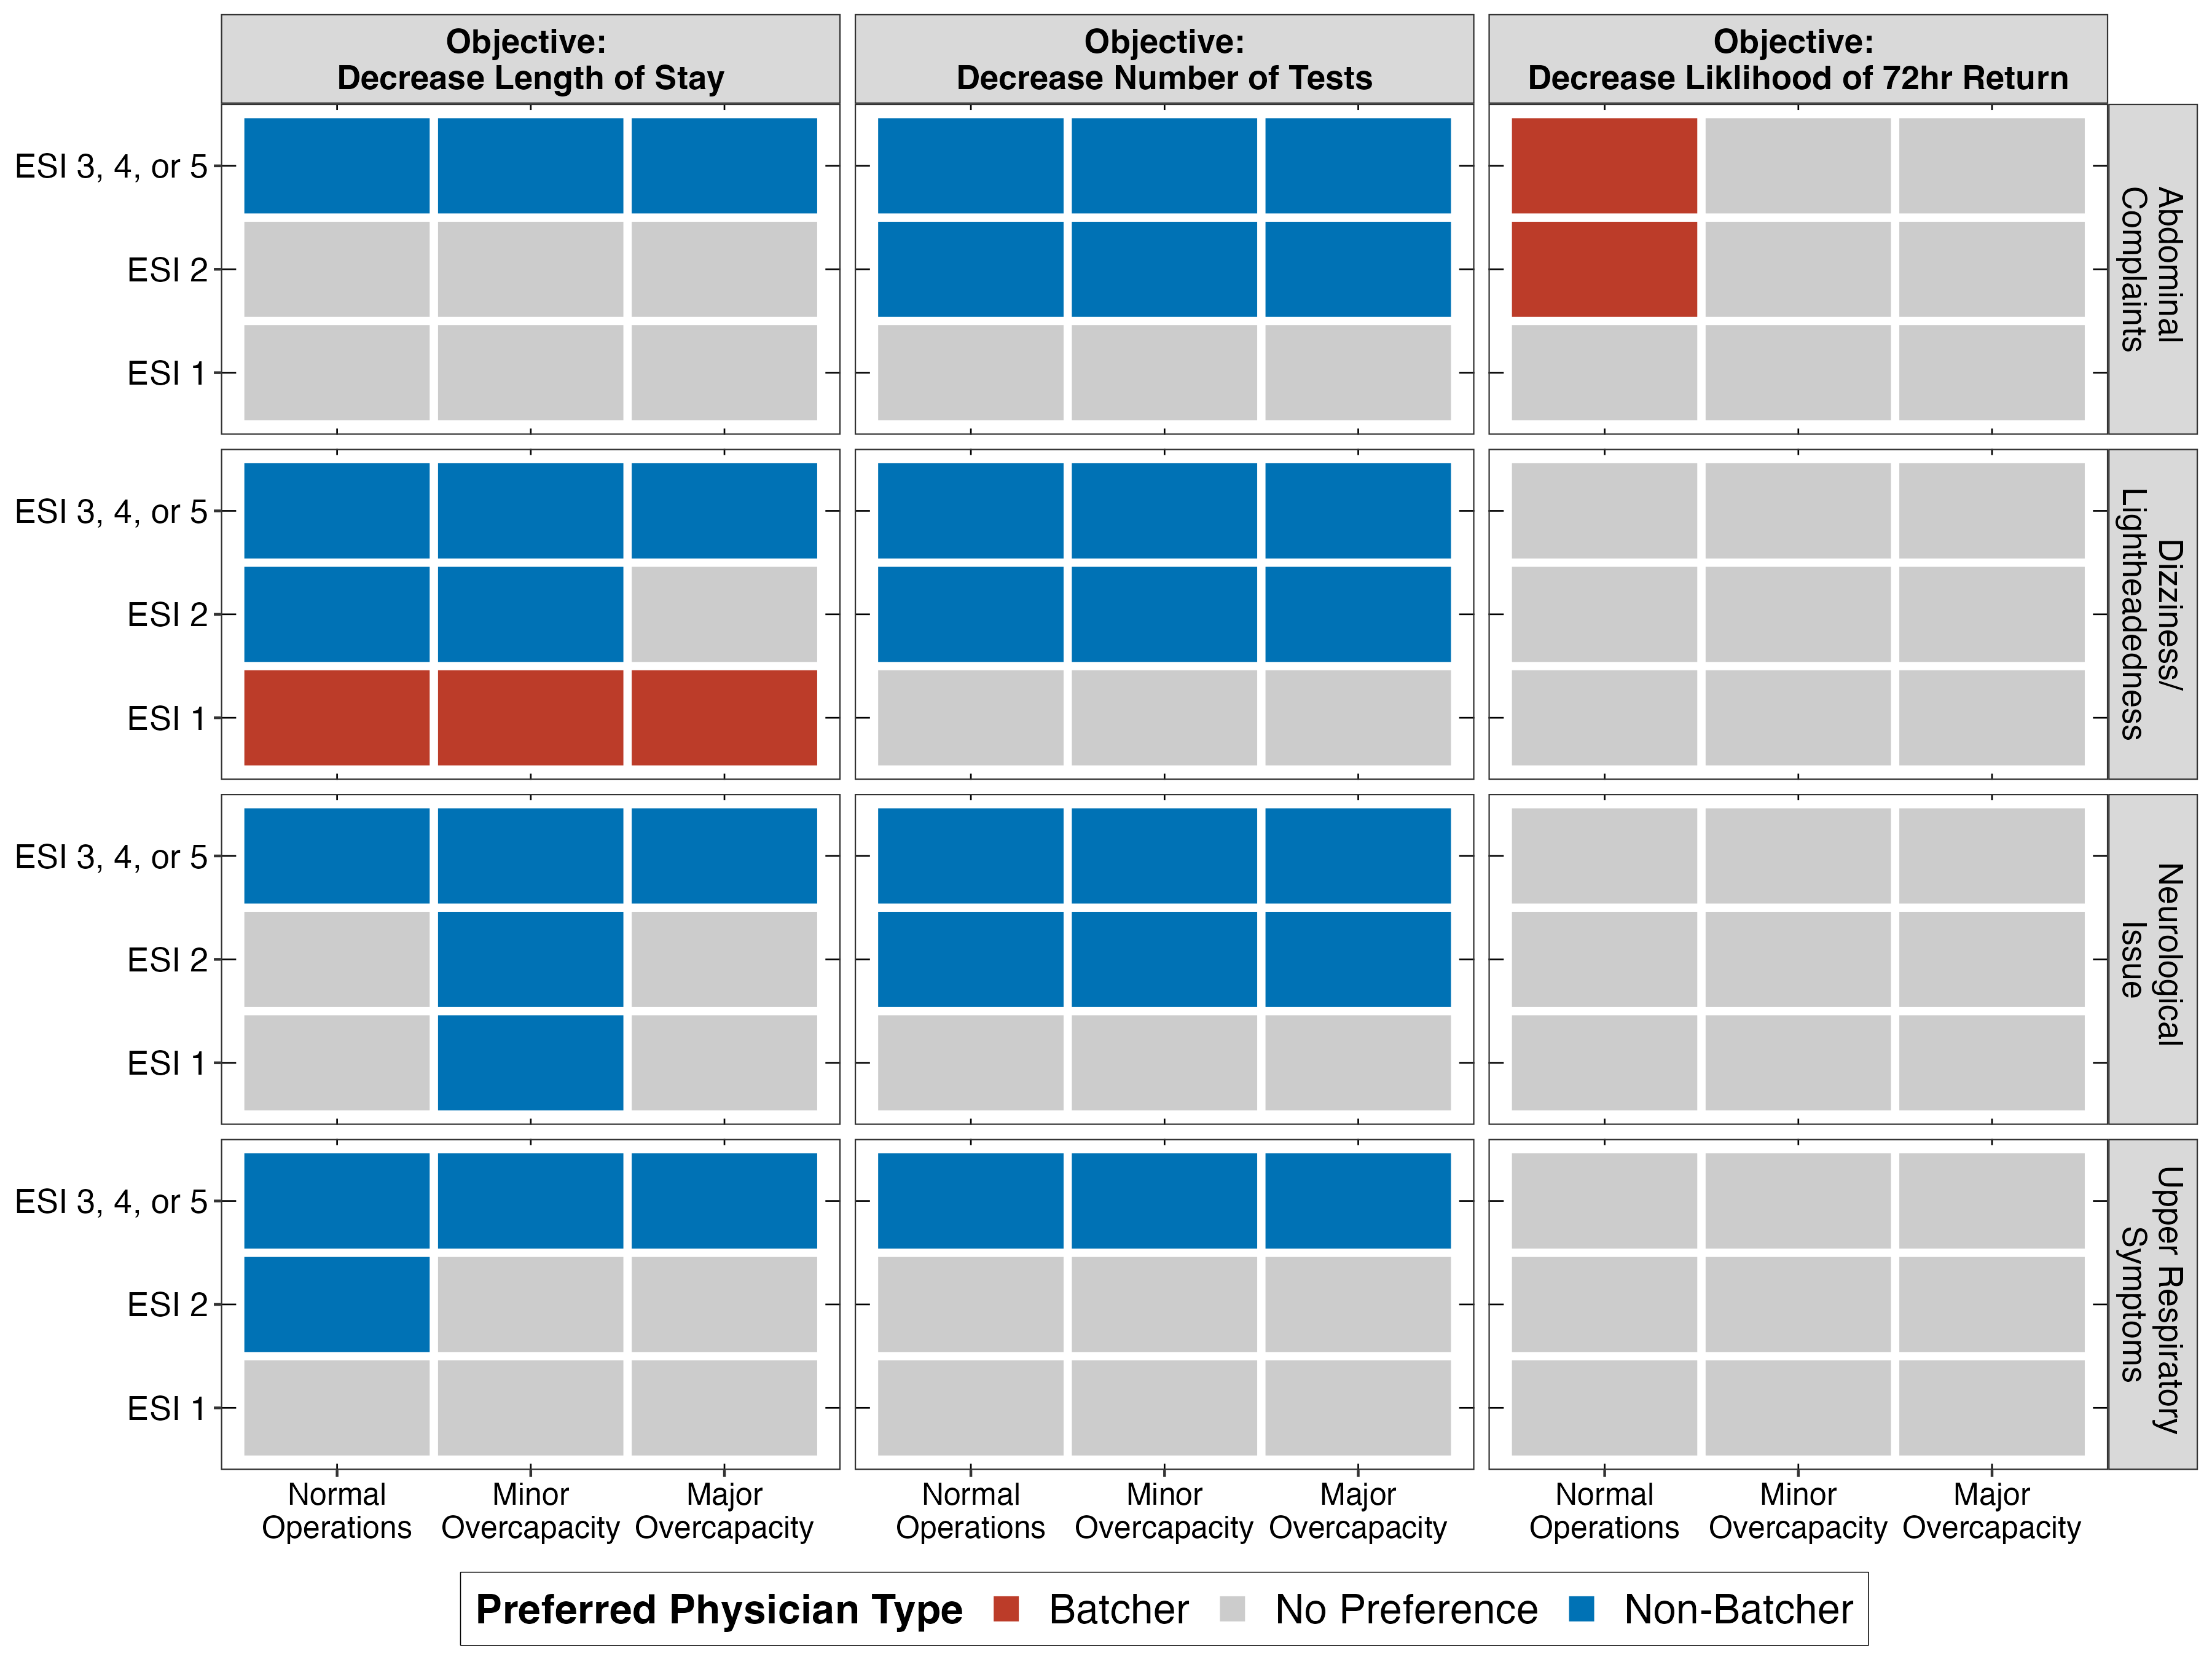 Objective:
Decrease Length of Stay
Objective:
Decrease Number of Tests
Objective:
Decrease Liklihood of 72hr Return
ESI 3, 4, or 5
ESI 2
ESI 1
Abdominal
Complaints
ESI 3, 4, or 5
ESI 2
ESI 1
Dizziness/
Lightheadedness
ESI 3, 4, or 5
ESI 2
ESI 1
Neurological
Issue
ESI 3, 4, or 5
ESI 2
ESI 1
Upper Respiratory
Symptoms
Normal
Operations
Minor
Overcapacity
Major
Overcapacity
Normal
Operations
Minor
Overcapacity
Major
Overcapacity
Normal
Operations
Minor
Overcapacity
Major
Overcapacity
Preferred Physician Type Batcher No Preference Non-Batcher